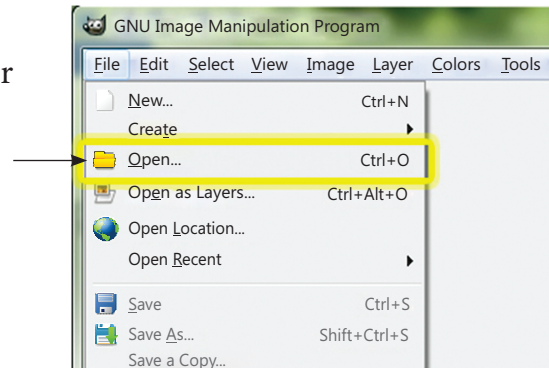 GNU Image Manipulation Program
r
File Edit Select View Image Layer Colors Tools
New... Ctrl+N
Create
Open... Ctrl+O
Open as Layers... Ctrl+Alt+O
Open Location...
Open Recent
Save Ctrl+S
Save As... Shift+Ctrl+S
Save a Copy...